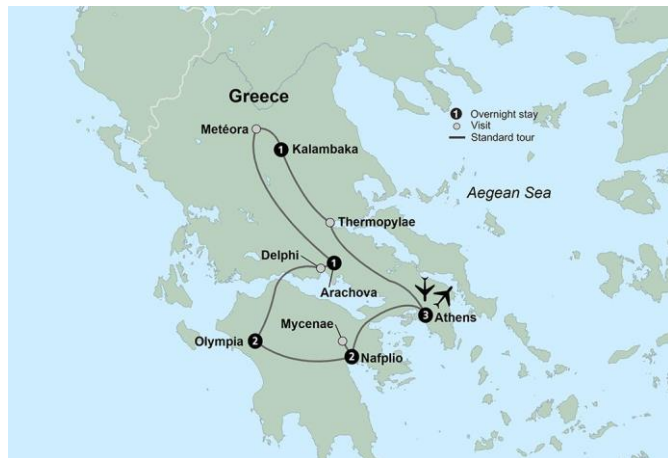 Greece
Metéora
1 Kalambaka
1 Overnight stay
Visit
Standard tour
Aegean Sea
Thermopylae
Delphi
1
Arachova
3
Athens
Mycenae
Olympia 2
2 Nafplio